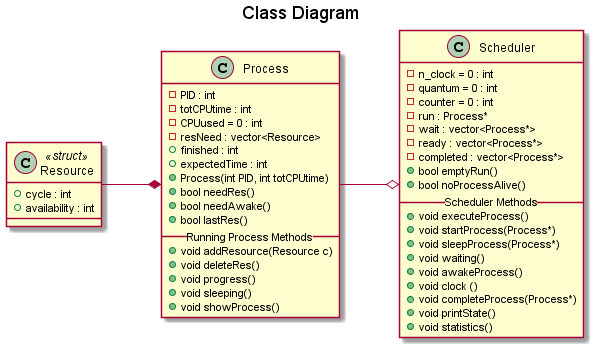 Class Diagram
C
«struct»
Resource
cycle : int
availability : int
C Process
PID : int
totCPUtime : int
CPUused = 0 : int
resNeed : vector<Resource>
finished : int
expectedTime : int
Process(int PID, int totCPUtime)
bool needRes()
bool needAwake()
bool lastRes()
Running Process Methods
void addResource(Resource c)
void deleteRes()
void progress()
void sleeping()
void showProcess()
C Scheduler
n_clock = 0 : int
quantum = 0 : int
counter = 0 : int
run : Process*
wait : vector<Process*>
ready : vector<Process*>
completed : vector<Process*>
bool emptyRun()
bool noProcessAlive()
Scheduler Methods
void executeProcess()
void startProcess(Process*)
void sleepProcess(Process*)
void waiting()
void awakeProcess()
void clock ()
void completeProcess(Process*)
void printState()
void statistics()